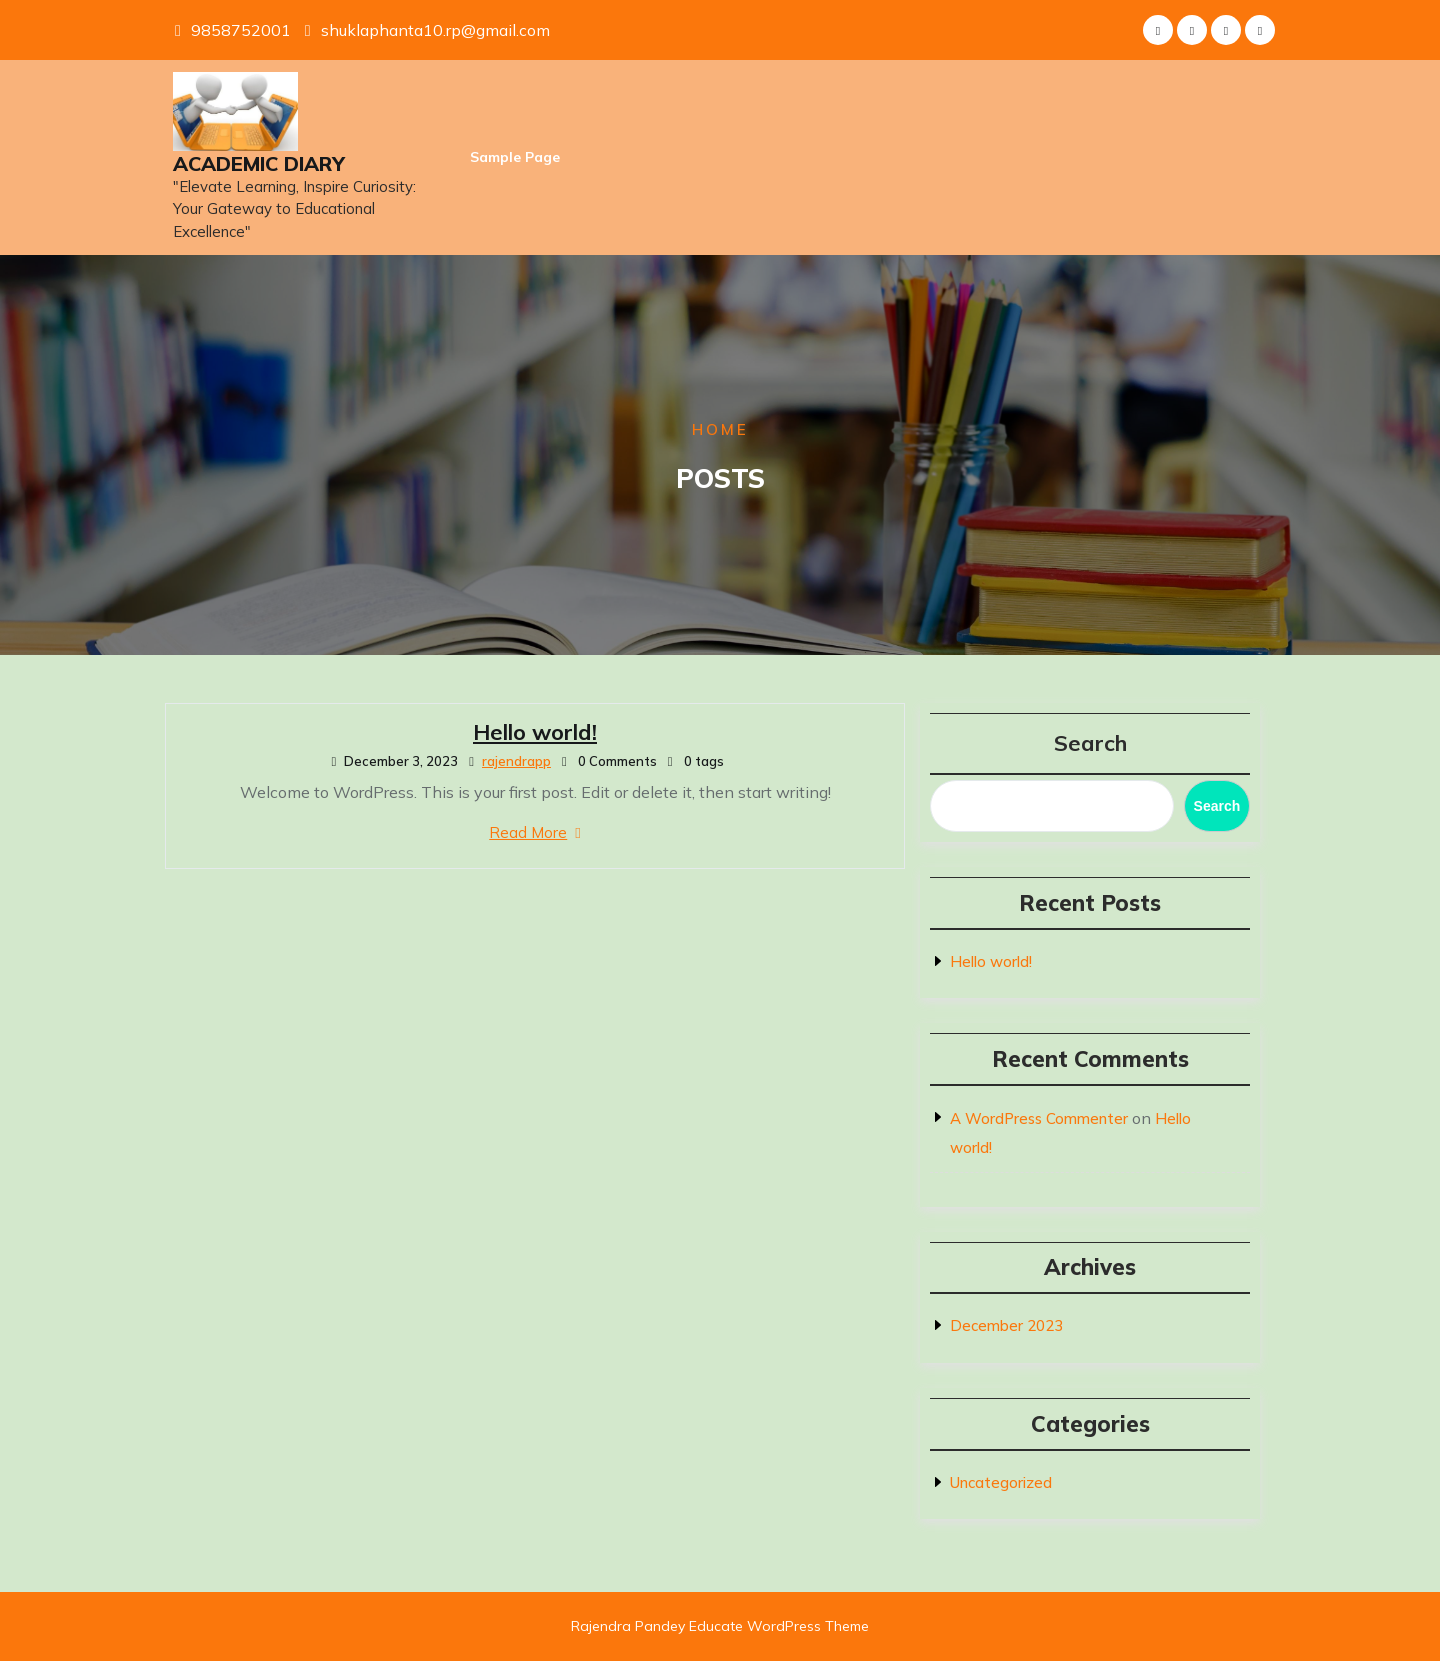 9858752001 shuklaphanta10.rp@gmail.com
ACADEMIC DIARY
"Elevate Learning, Inspire Curiosity:
Your Gateway to Educational
Excellence"
Sample Page
HOME
POSTS
Hello world!
December 3, 2023 rajendrapp 0 Comments 0 tags
Welcome to WordPress. This is your first post. Edit or delete it, then start writing!
Read More
Search
Search
Recent Posts
Hello world!
Recent Comments
A WordPress Commenter on Hello
world!
Archives
December 2023
Categories
Uncategorized
Rajendra Pandey Educate WordPress Theme